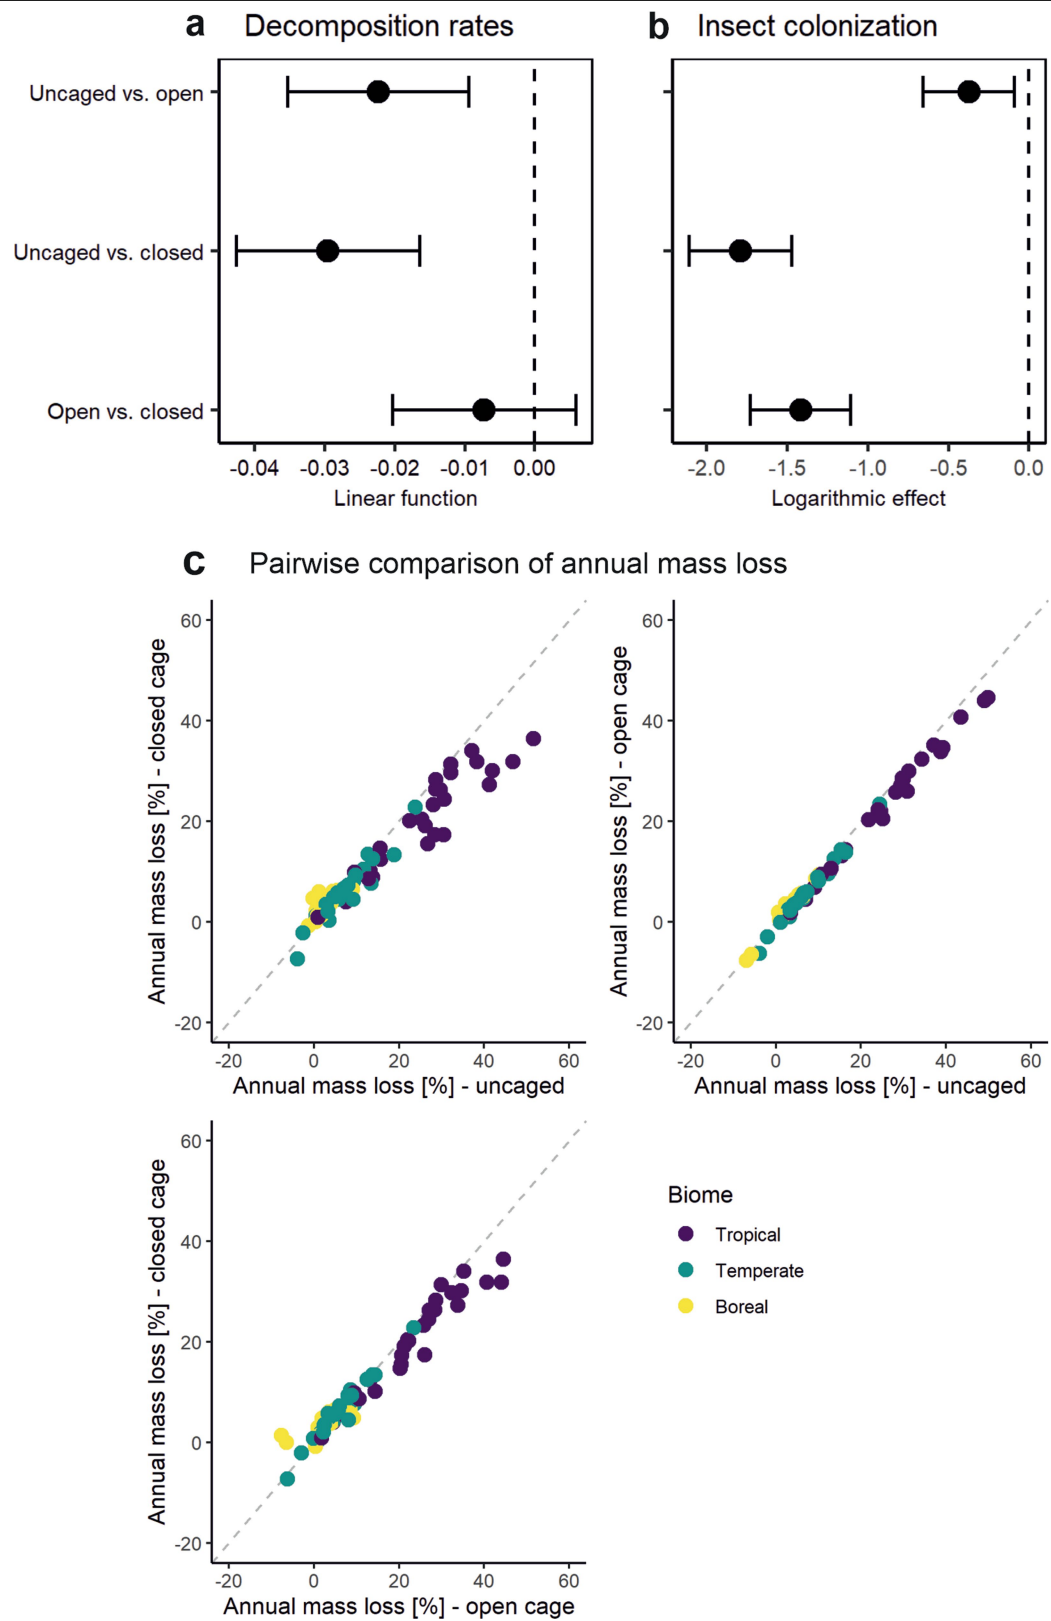 a Decomposition rates
b Insect colonization
Uncaged vs. open
Uncaged vs. closed
Open vs. closed
-0.04 -0.03 -0.02 -0.01 0.00
Linear function
-2.0 -1.5 -1.0 -0.5 0.0
Logarithmic effect
c Pairwise comparison of annual mass loss
Annual mass loss [%] - closed cage
60
40
20
0
-20
-20 0 20 40 60
Annual mass loss [%] - uncaged
Annual mass loss [%] - open cage
60
40
20
0
-20
-20 0 20 40 60
Annual mass loss [%] - uncaged
Annual mass loss [%] - closed cage
60
40
20
0
-20
-20 0 20 40 60
Annual mass loss [%] - open cage
Biome
Tropical
Temperate
Boreal